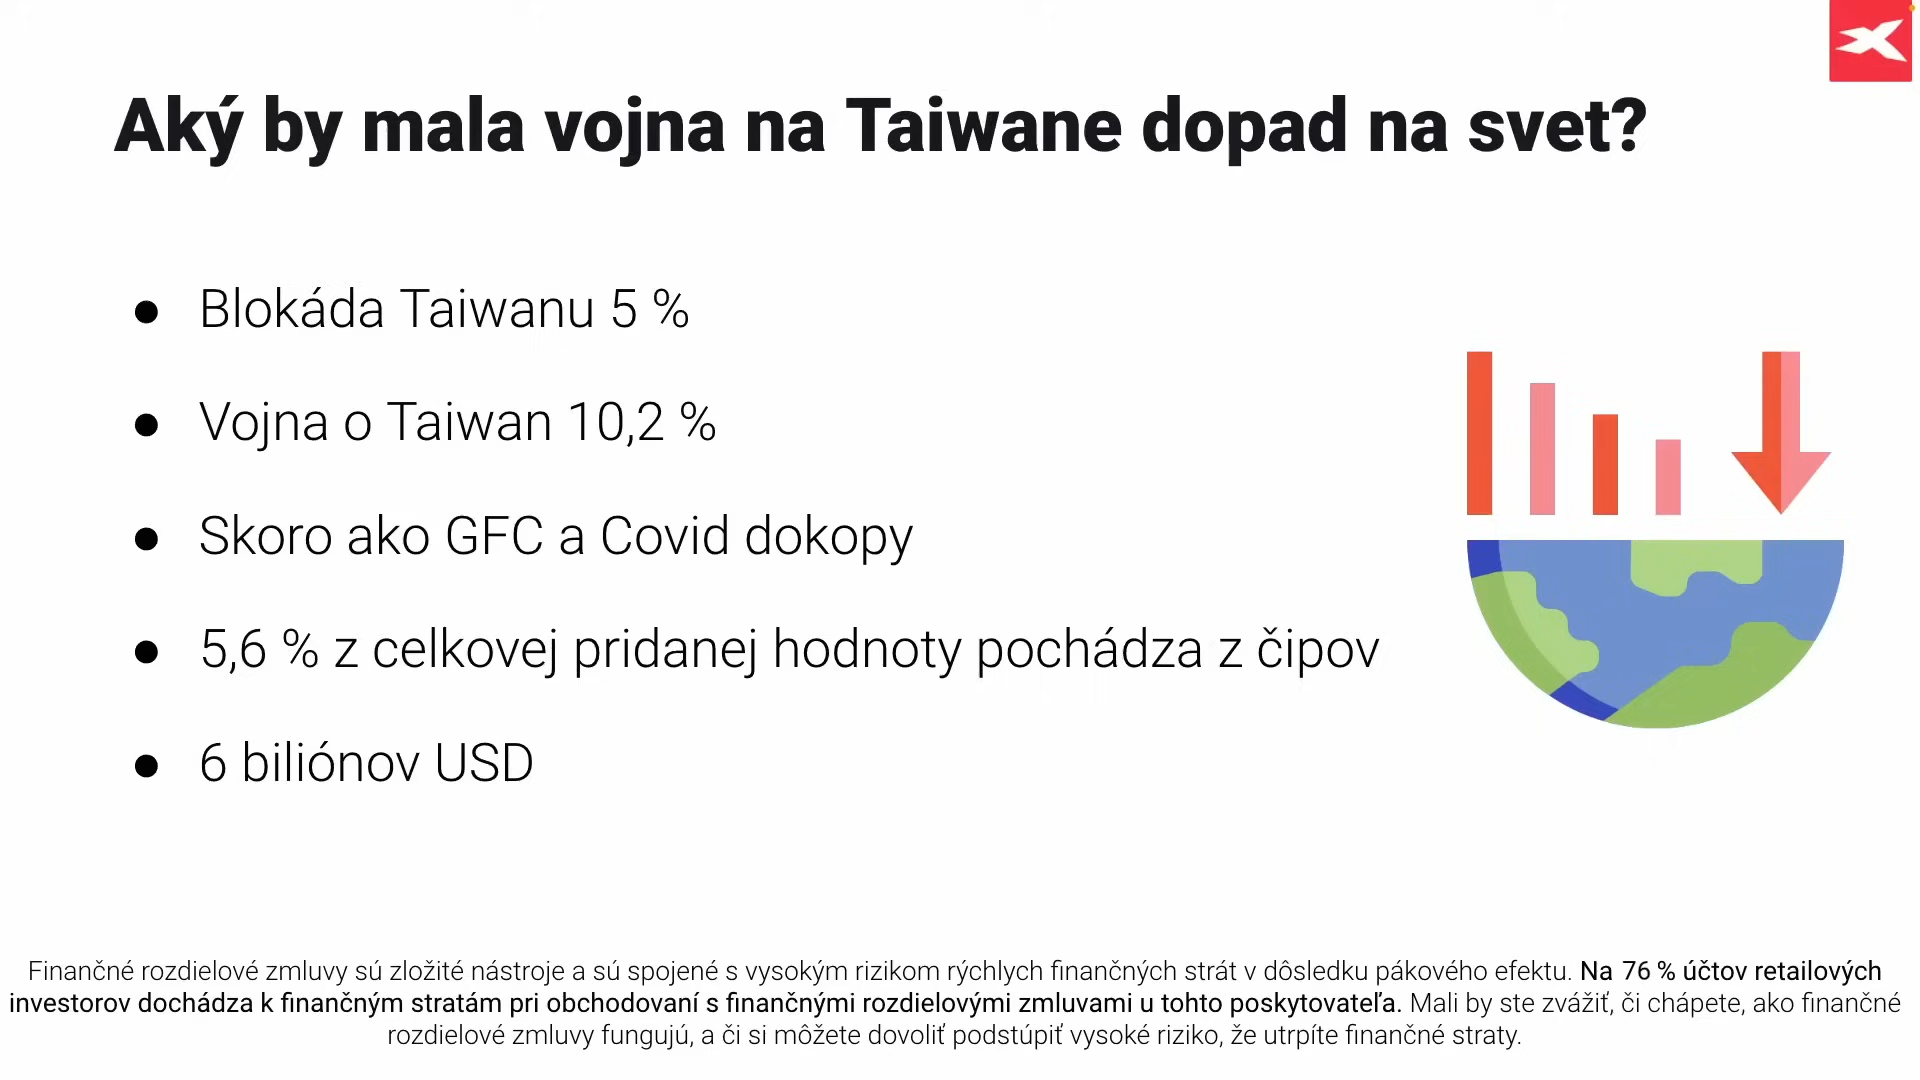 Aký by mala vojna na Taiwane dopad na svet?
● Blokáda Taiwanu 5 %
● Vojna o Taiwan 10,2 %
● Skoro ako GFC a Covid dokopy
● 5,6 % z celkovej pridanej hodnoty pochádza z čipov
● 6 biliónov USD
Finančné rozdielové zmluvy sú zložité nástroje a sú spojené s vysokým rizikom rýchlych finančných strát v dôsledku pákového efektu. Na 76 % účtov retailových
investorov dochádza k finančným stratám pri obchodovaní s finančnými rozdielovými zmluvami u tohto poskytovateľa. Mali by ste zvážiť, či chápete, ako finančné
rozdielové zmluvy fungujú, a či si môžete dovoliť podstúpiť vysoké riziko, že utrpíte finančné straty.